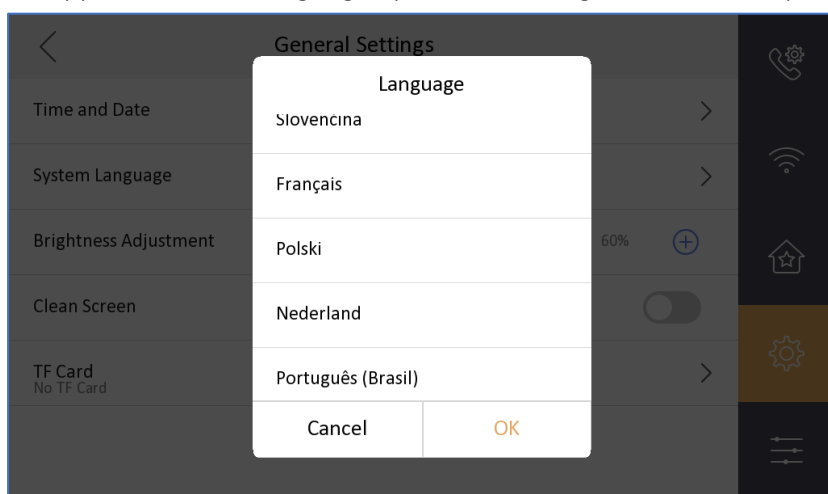 General Settings
Language
Time and Date
Slovenčina
System Language
Français
Brightness Adjustment
60%
Polski
Clean Screen
Nederland
TF Card
No TF Card
Português (Brasil)
Cancel
OK